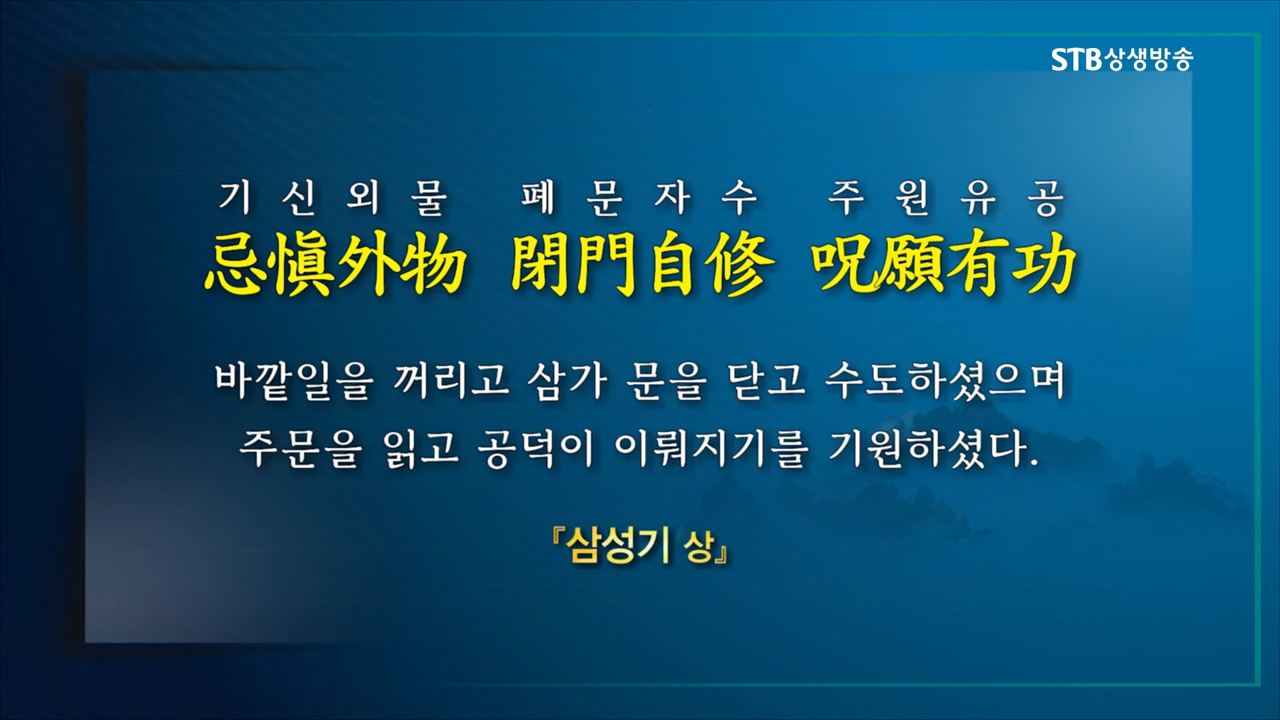 STB상생방송
기신외물 폐문자수 주원유공
忌愼外物 閉門自修 呪願有功
바깥일을 꺼리고 삼가 문을 닫고 수도하셨으며
주문을 읽고 공덕이 이뤄지기를 기원하셨다.
『삼성기 상』